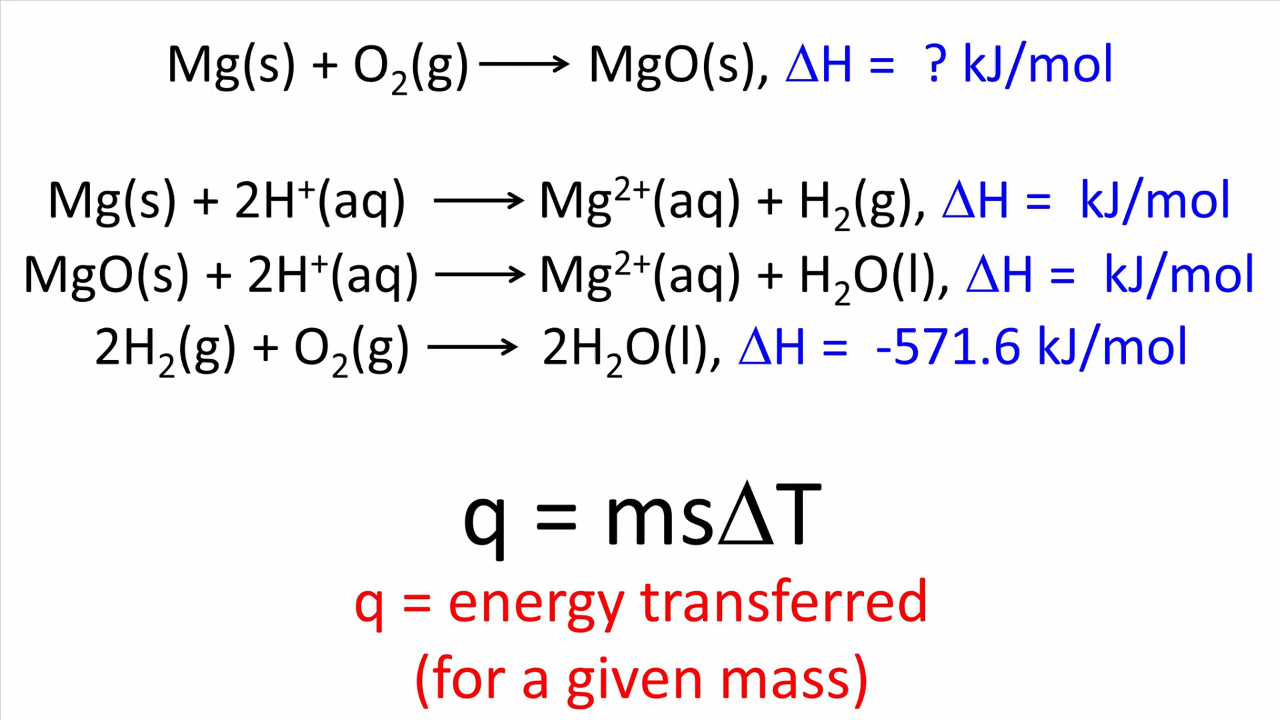 Mg(s) + O₂(g) ⟶ MgO(s), ΔH = ? kJ/mol
Mg(s) + 2H⁺(aq) ⟶ Mg²⁺(aq) + H₂(g), ΔH = kJ/mol
MgO(s) + 2H⁺(aq) ⟶ Mg²⁺(aq) + H₂O(l), ΔH = kJ/mol
2H₂(g) + O₂(g) ⟶ 2H₂O(l), ΔH = -571.6 kJ/mol
q = msΔT
q = energy transferred
(for a given mass)